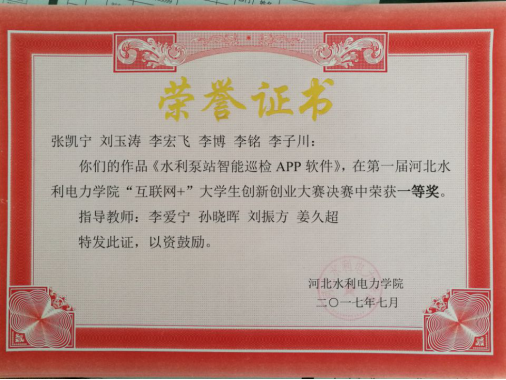 荣誉证书
张凯宁 刘玉涛 李宏飞 李博 李铭 李子川：
你们的作品《水利泵站智能巡检 APP 软件》，在第一届河北水
利电力学院“互联网+”大学生创新创业大赛决赛中荣获一等奖。
指导教师：李爱宁 孙晓晖 刘振方 姜久超
特发此证，以资鼓励。
河北水利电力学院
二〇一七年七月